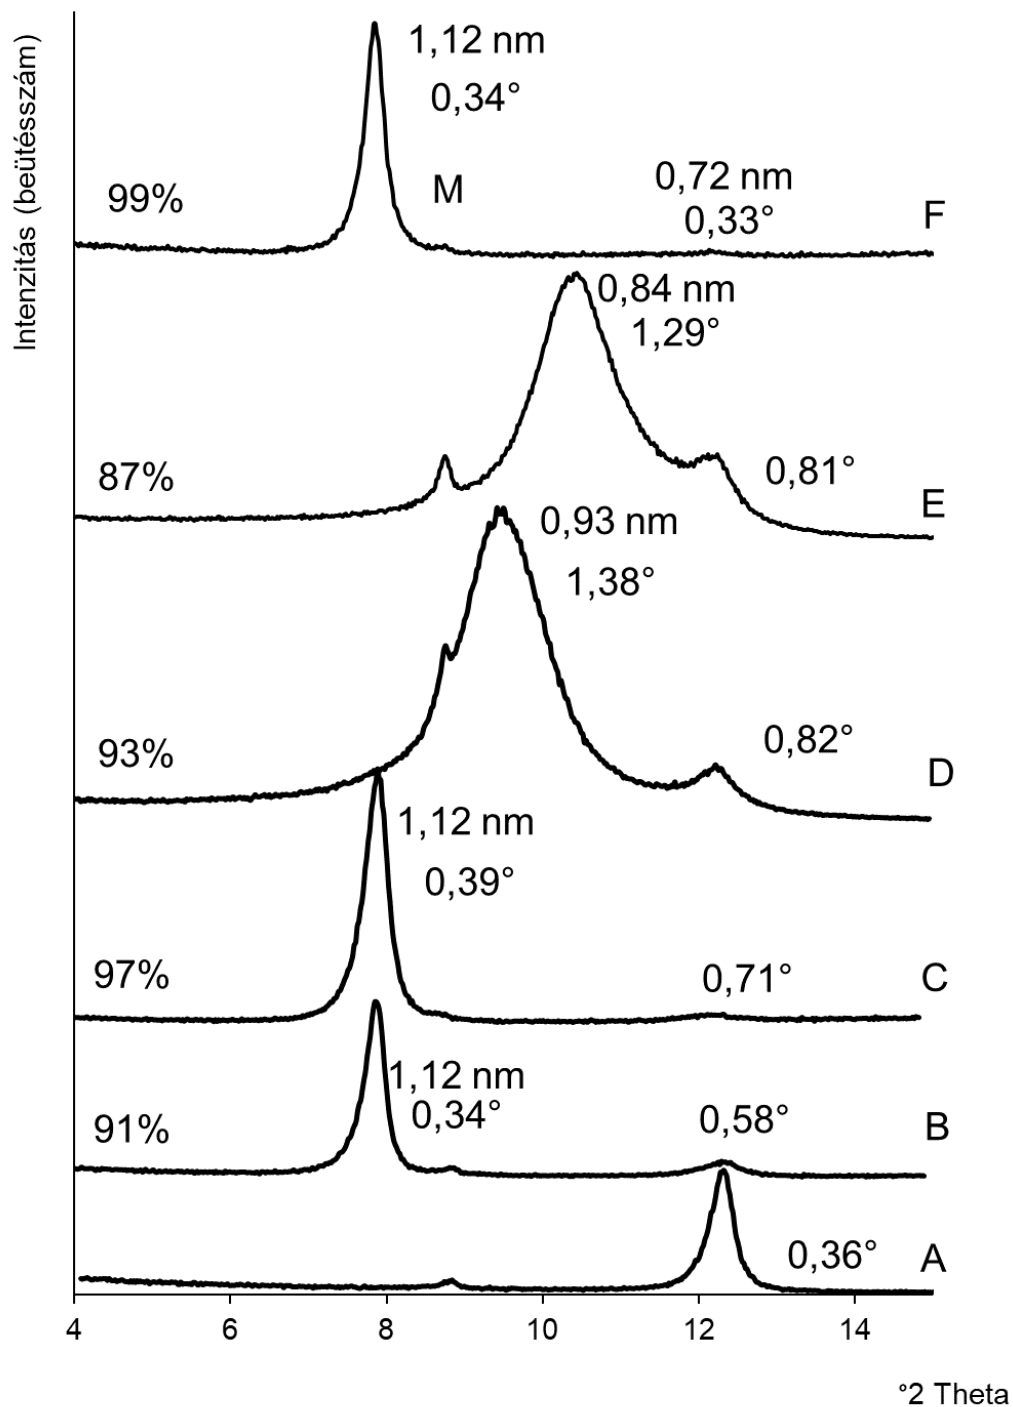 Intenzitás (beütésszám)
1,12 nm
0,34°
99%
M
0,72 nm
0,33°
F
0,84 nm
1,29°
87%
0,81°
E
0,93 nm
1,38°
93%
0,82°
D
1,12 nm
0,39°
97%
0,71°
C
1,12 nm
0,34°
91%
0,58°
B
0,36°
A
4 6 8 10 12 14
°2 Theta